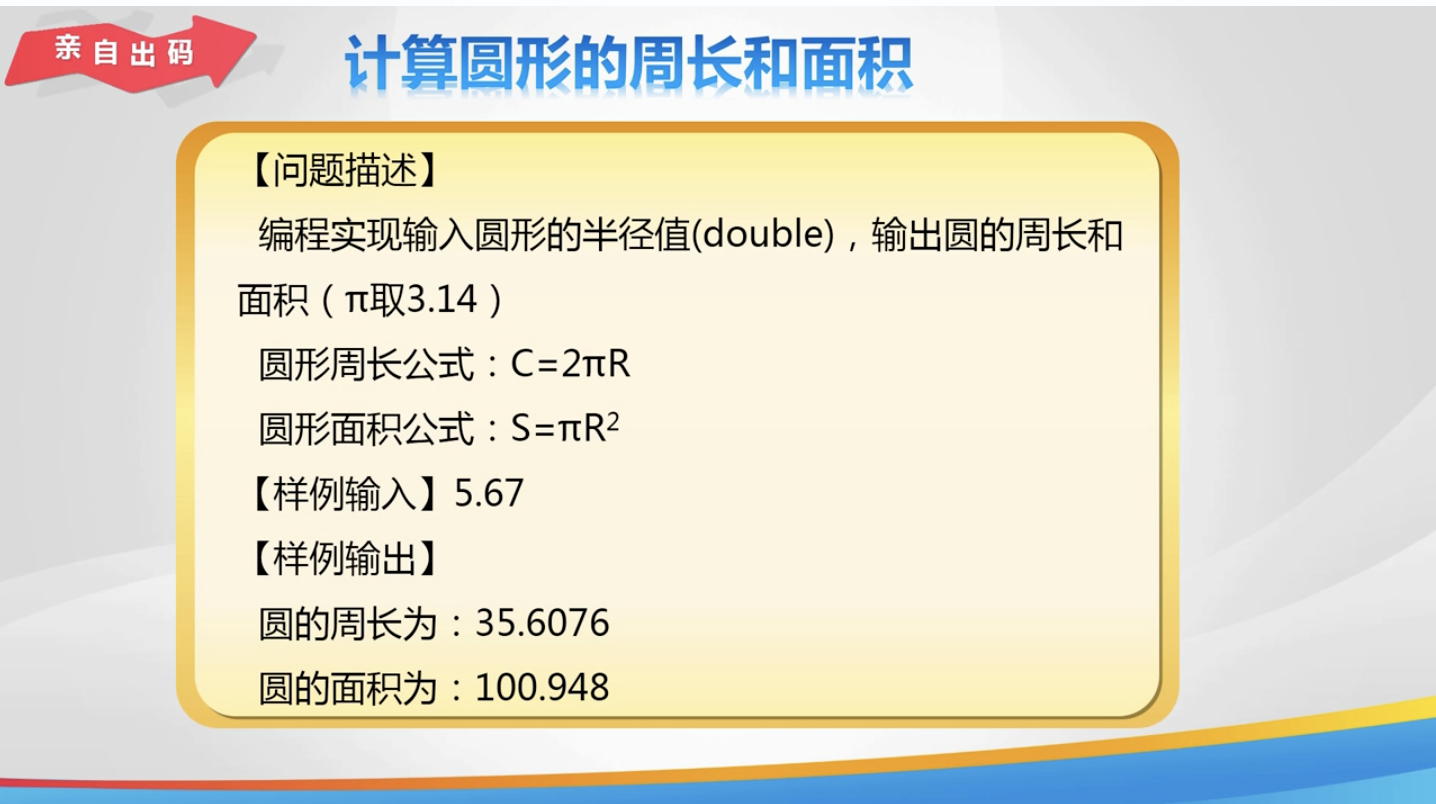 亲自出码
计算圆形的周长和面积
【问题描述】
编程实现输入圆形的半径值(double)，输出圆的周长和
面积（π取3.14）
圆形周长公式：C=2πR
圆形面积公式：S=πR²
【样例输入】5.67
【样例输出】
圆的周长为：35.6076
圆的面积为：100.948